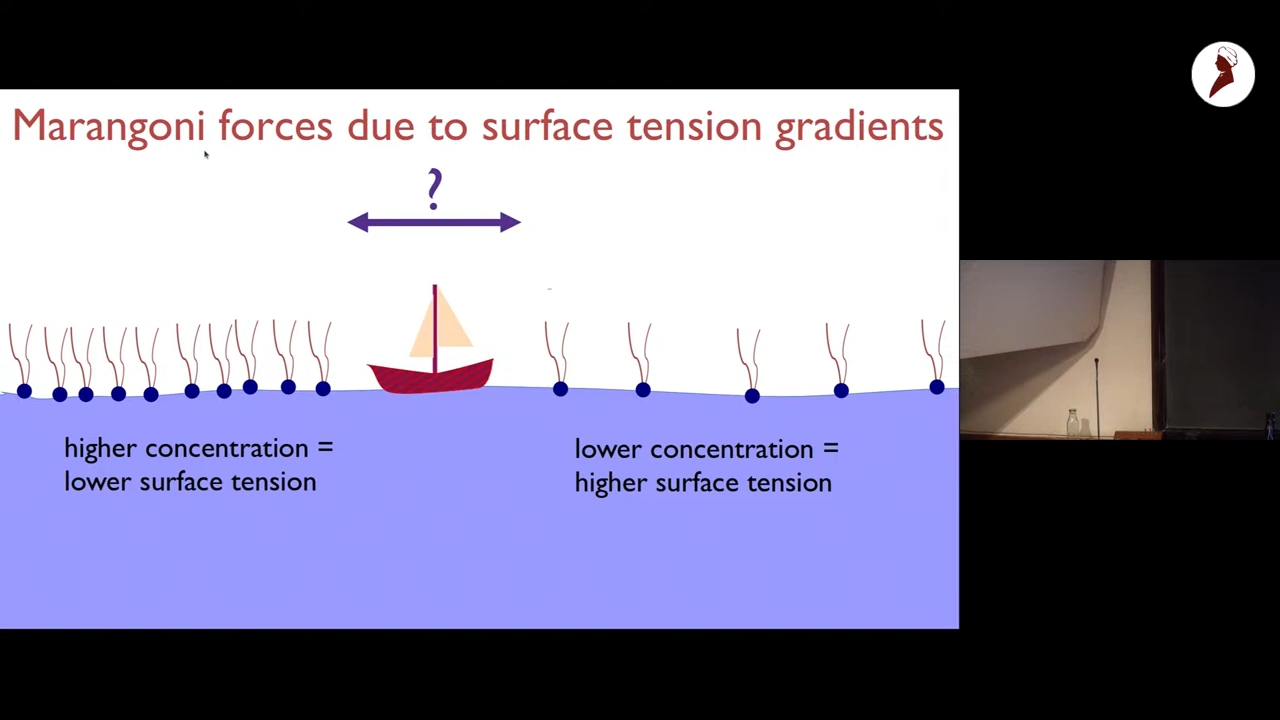 Marangoni forces due to surface tension gradients
?
higher concentration =
lower surface tension
lower concentration =
higher surface tension